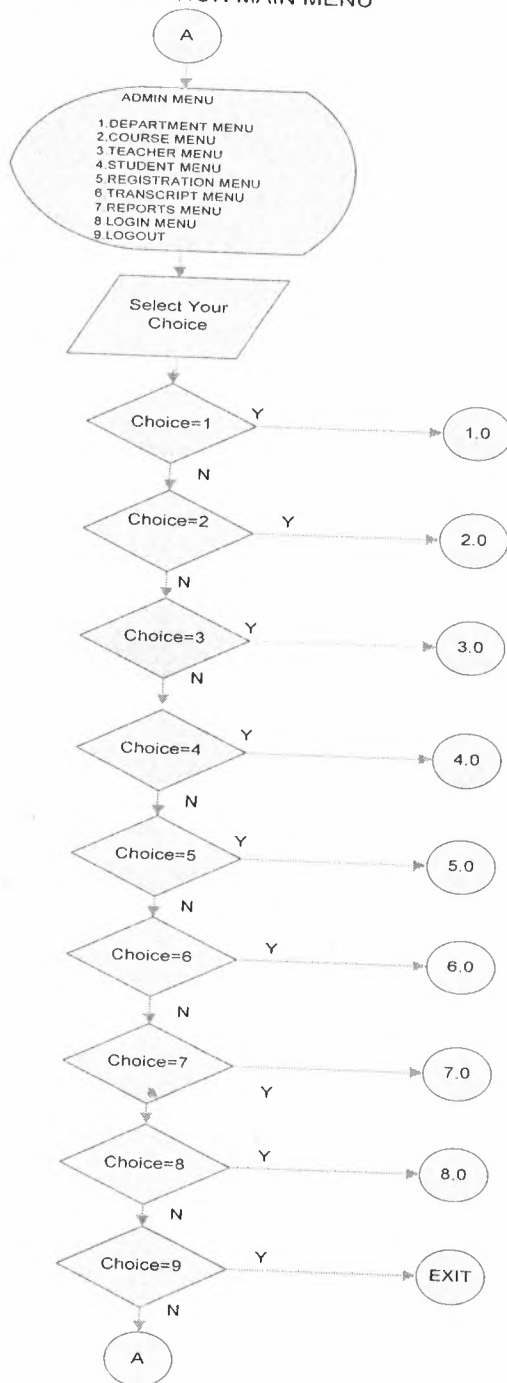 MAIN MENU
A
ADMIN MENU
1.DEPARTMENT MENU
2.COURSE MENU
3.TEACHER MENU
4.STUDENT MENU
5.REGISTRATION MENU
6.TRANSCRIPT MENU
7.REPORTS MENU
8.LOGIN MENU
9.LOGOUT
Select Your
Choice
Choice=1
Y
1.0
N
Choice=2
Y
2.0
N
Choice=3
Y
3.0
N
Choice=4
Y
4.0
N
Choice=5
Y
5.0
N
Choice=6
Y
6.0
N
Choice=7
Y
7.0
Choice=8
Y
8.0
N
Choice=9
Y
EXIT
N
A